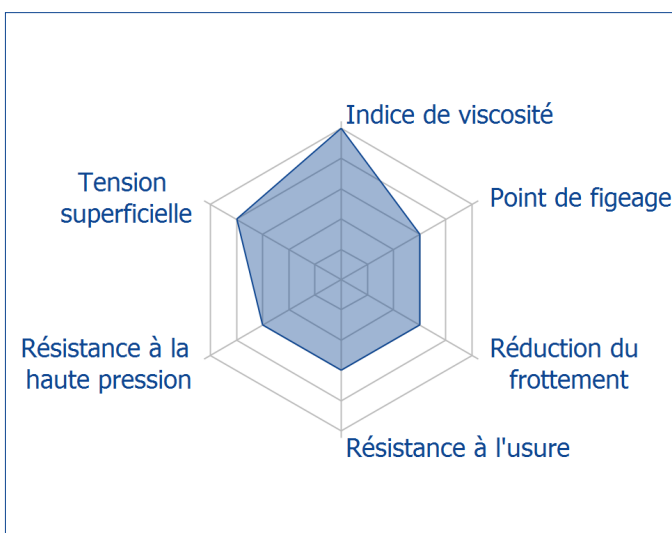 Indice de viscosité
Tension
superficielle
Point de figeage
Résistance à la
haute pression
Réduction du
frottement
Résistance à l'usure